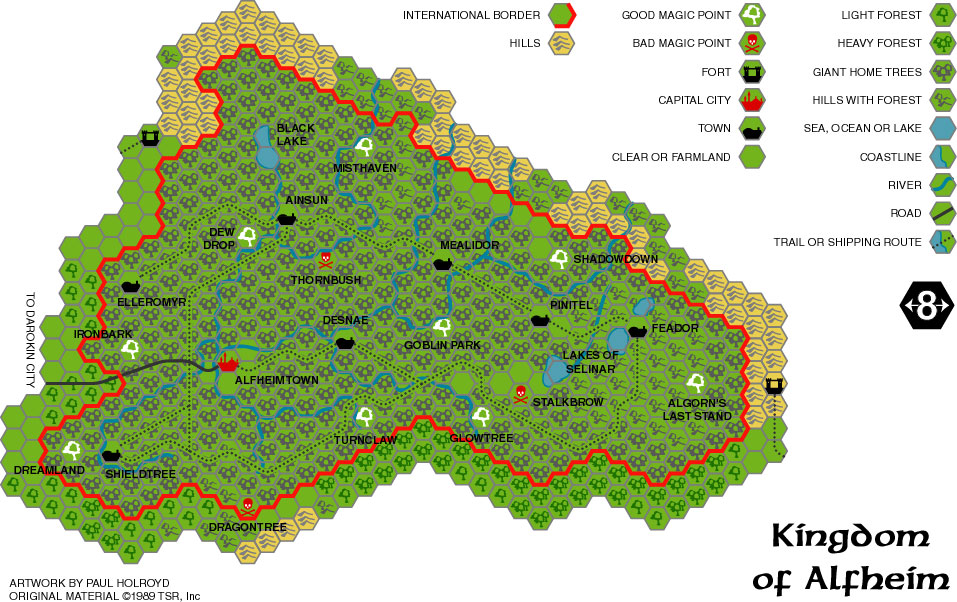 INTERNATIONAL BORDER
HILLS
GOOD MAGIC POINT
BAD MAGIC POINT
FORT
CAPITAL CITY
TOWN
CLEAR OR FARMLAND
LIGHT FOREST
HEAVY FOREST
GIANT HOME TREES
HILLS WITH FOREST
SEA, OCEAN OR LAKE
COASTLINE
RIVER
ROAD
TRAIL OR SHIPPING ROUTE
8
BLACK
LAKE
MISTHAVEN
AINSUN
DEW
DROP
MEALIDOR
SHADOWDOWN
THORNBUSH
ELLEROMYR
PINITEL
DESNAE
FEADOR
IRONBARK
GOBLIN PARK
LAKES OF
SELINAR
TO DAROKIN CITY
ALFHEIMTOWN
STALKBROW
ALGORN'S
LAST STAND
TURNCLAW
GLOWTREE
DREAMLAND
SHIELDTREE
DRAGONTREE
Kingdom
of Alfheim
ARTWORK BY PAUL HOLROYD
ORIGINAL MATERIAL ©1989 TSR, Inc